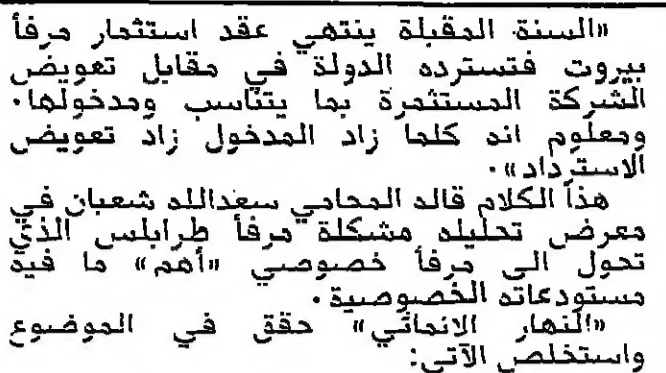 «السنة المقبلة ينتهي عقد استثمار مرفأ
بيروت فتسترده الدولة في مقابل تعويض
الشركة المستثمرة بما يتناسب ومدخولها.
ومعلوم انه كلما زاد المدخول زاد تعويض
الاسترداد».
هذا الكلام قاله المحامي سعدالله شعبان في
معرض تحليله مشكلة مرفأ طرابلس الذي
تحول الى مرفأ خصوصي «أهم» ما فيه
مستودعاته الخصوصية.
«النهار الانمائي» حقق في الموضوع
واستخلص الآتي: